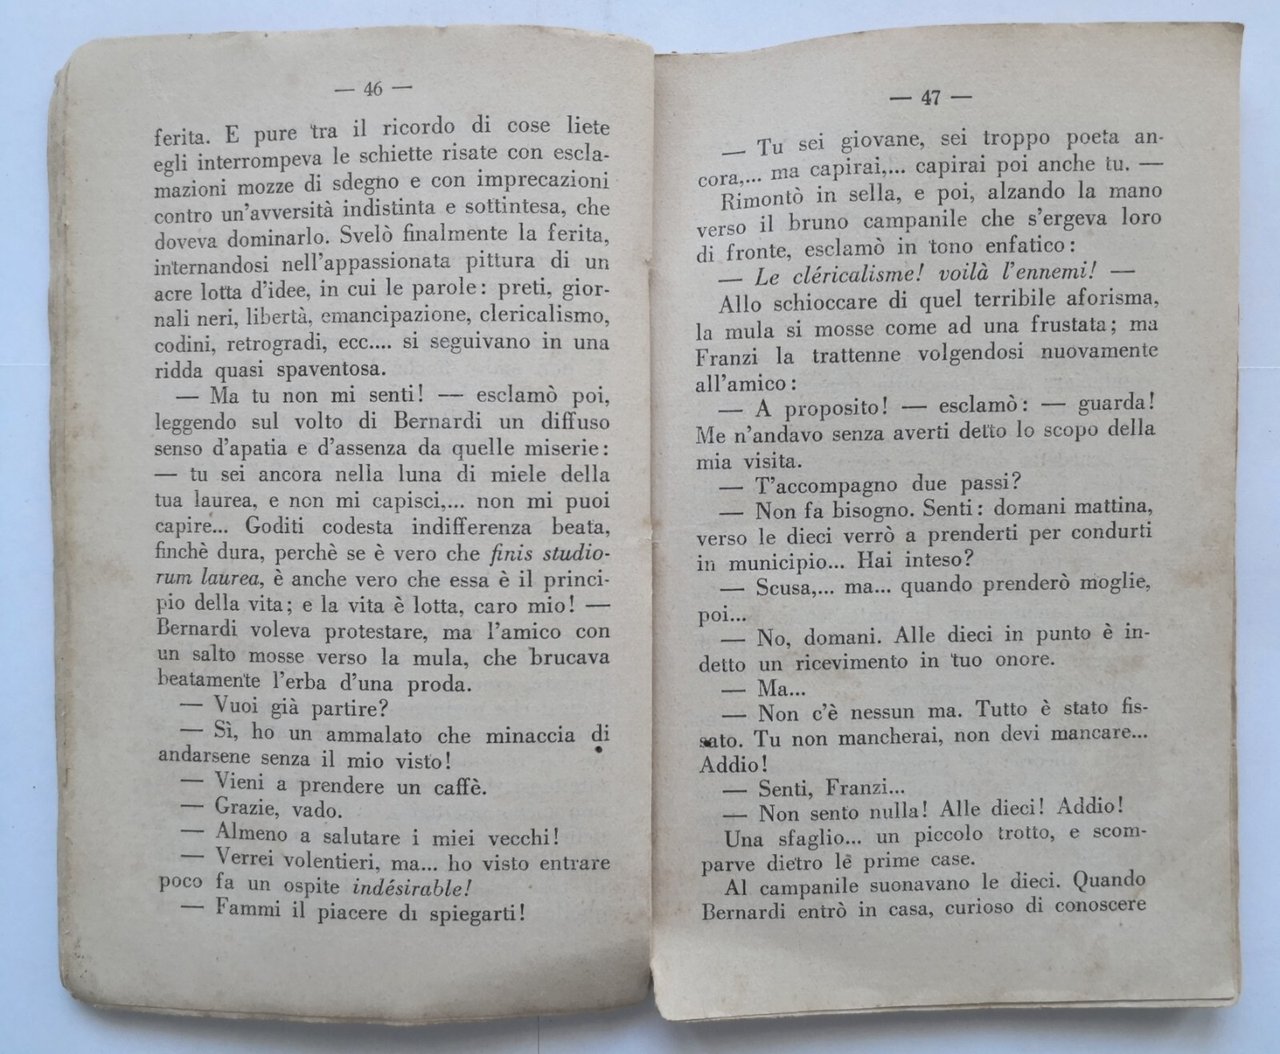 — 46 —
ferita. E pure tra il ricordo di cose liete
egli interrompeva le schiette risate con escla-
mazioni mozze di sdegno e con imprecazioni
contro un'avversità indistinta e sottintesa, che
doveva dominarlo. Svelò finalmente la ferita,
internandosi nell'appassionata pittura di un
acre lotta d'idee, in cui le parole: preti, gior-
nali neri, libertà, emancipazione, clericalismo,
codini, retrogradi, ecc.... si seguivano in una
ridda quasi spaventosa.
— Ma tu non mi senti! — esclamò poi,
leggendo sul volto di Bernardi un diffuso
senso d'apatia e d'assenza da quelle miserie:
— tu sei ancora nella luna di miele della
tua laurea, e non mi capisci,... non mi puoi
capire... Goditi codesta indifferenza beata,
finchè dura, perchè se è vero che finis studio-
rum laurea, è anche vero che essa è il princi-
pio della vita; e la vita è lotta, caro mio! —
Bernardi voleva protestare, ma l'amico con
un salto mosse verso la mula, che brucava
beatamente l'erba d'una proda.
— Vuoi già partire?
— Sì, ho un ammalato che minaccia di
andarsene senza il mio visto!
— Vieni a prendere un caffè.
— Grazie, vado.
— Almeno a salutare i miei vecchi!
— Verrei volentieri, ma... ho visto entrare
poco fa un ospite indésirable!
— Fammi il piacere di spiegarti!
— 47 —
— Tu sei giovane, sei troppo poeta an-
cora,... ma capirai,... capirai poi anche tu. —
Rimontò in sella, e poi, alzando la mano
verso il bruno campanile che s'ergeva loro
di fronte, esclamò in tono enfatico:
— Le cléricalisme! voilà l'ennemi! —
Allo schioccare di quel terribile aforisma,
la mula si mosse come ad una frustata; ma
Franzi la trattenne volgendosi nuovamente
all'amico:
— A proposito! — esclamò: — guarda!
Me n'andavo senza averti detto lo scopo della
mia visita.
— T'accompagno due passi?
— Non fa bisogno. Senti: domani mattina,
verso le dieci verrò a prenderti per condurti
in municipio... Hai inteso?
— Scusa,... ma... quando prenderò moglie,
poi...
— No, domani. Alle dieci in punto è in-
detto un ricevimento in tuo onore.
— Ma...
— Non c'è nessun ma. Tutto è stato fis-
sato. Tu non mancherai, non devi mancare...
Addio!
— Senti, Franzi...
— Non sento nulla! Alle dieci! Addio!
Una sfaglio... un piccolo trotto, e scom-
parve dietro le prime case.
Al campanile suonavano le dieci. Quando
Bernardi entrò in casa, curioso di conoscere